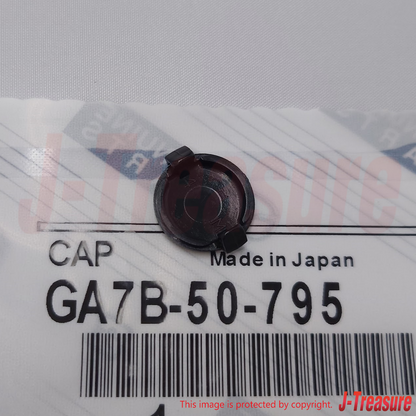 J-Treasure
CAP Made in Japan
GA7B-50-795
This image is protected by copyright. J-Treasure